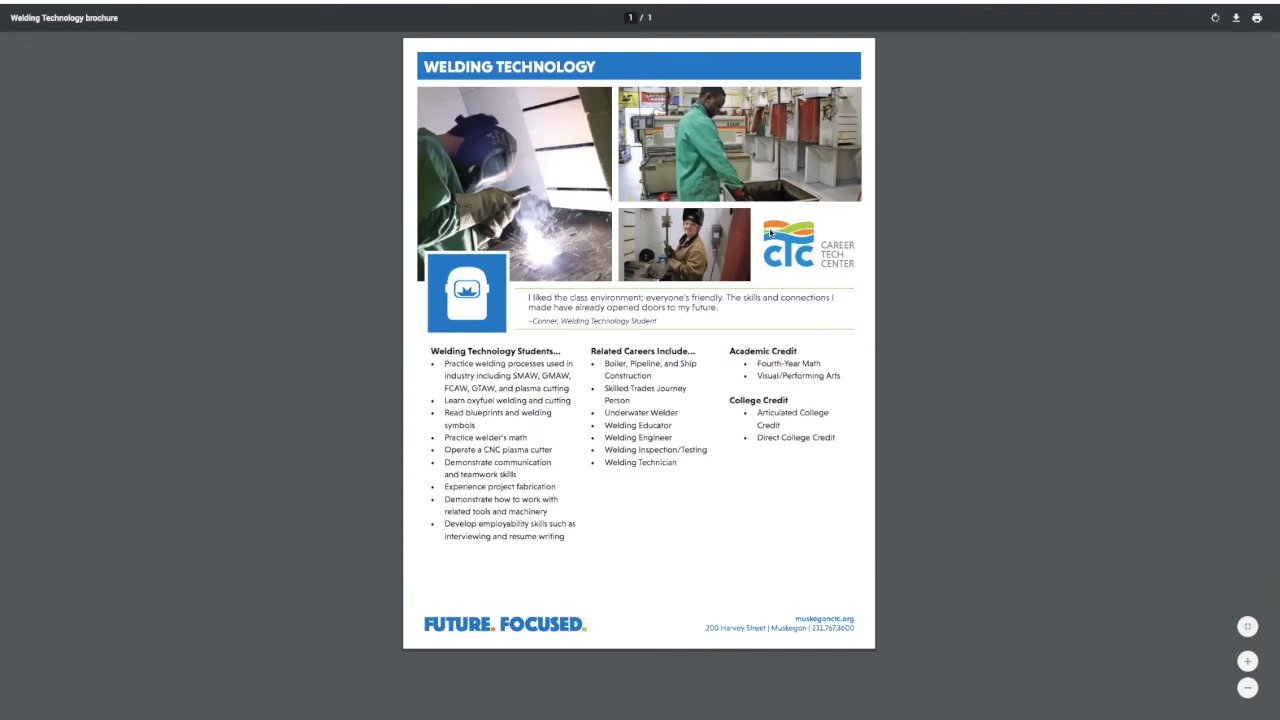 Welding Technology brochure
1 / 1
WELDING TECHNOLOGY
CTC
CAREER
TECH
CENTER
I liked the class environment; everyone's friendly. The skills and connections I
made have already opened doors to my future.
–Conner, Welding Technology Student
Welding Technology Students...
• Practice welding processes used in
industry including SMAW, GMAW,
FCAW, GTAW, and plasma cutting
• Learn oxyfuel welding and cutting
• Read blueprints and welding
symbols
• Practice welder's math
• Operate a CNC plasma cutter
• Demonstrate communication
and teamwork skills
• Experience project fabrication
• Demonstrate how to work with
related tools and machinery
• Develop employability skills such as
interviewing and resume writing
Related Careers Include...
• Boiler, Pipeline, and Ship
Construction
• Skilled Trades Journey
Person
• Underwater Welder
• Welding Educator
• Welding Engineer
• Welding Inspection/Testing
• Welding Technician
Academic Credit
• Fourth-Year Math
• Visual/Performing Arts
College Credit
• Articulated College
Credit
• Direct College Credit
FUTURE. FOCUSED.
muskegonctc.org
200 Harvey Street | Muskegon | 231.767.3600